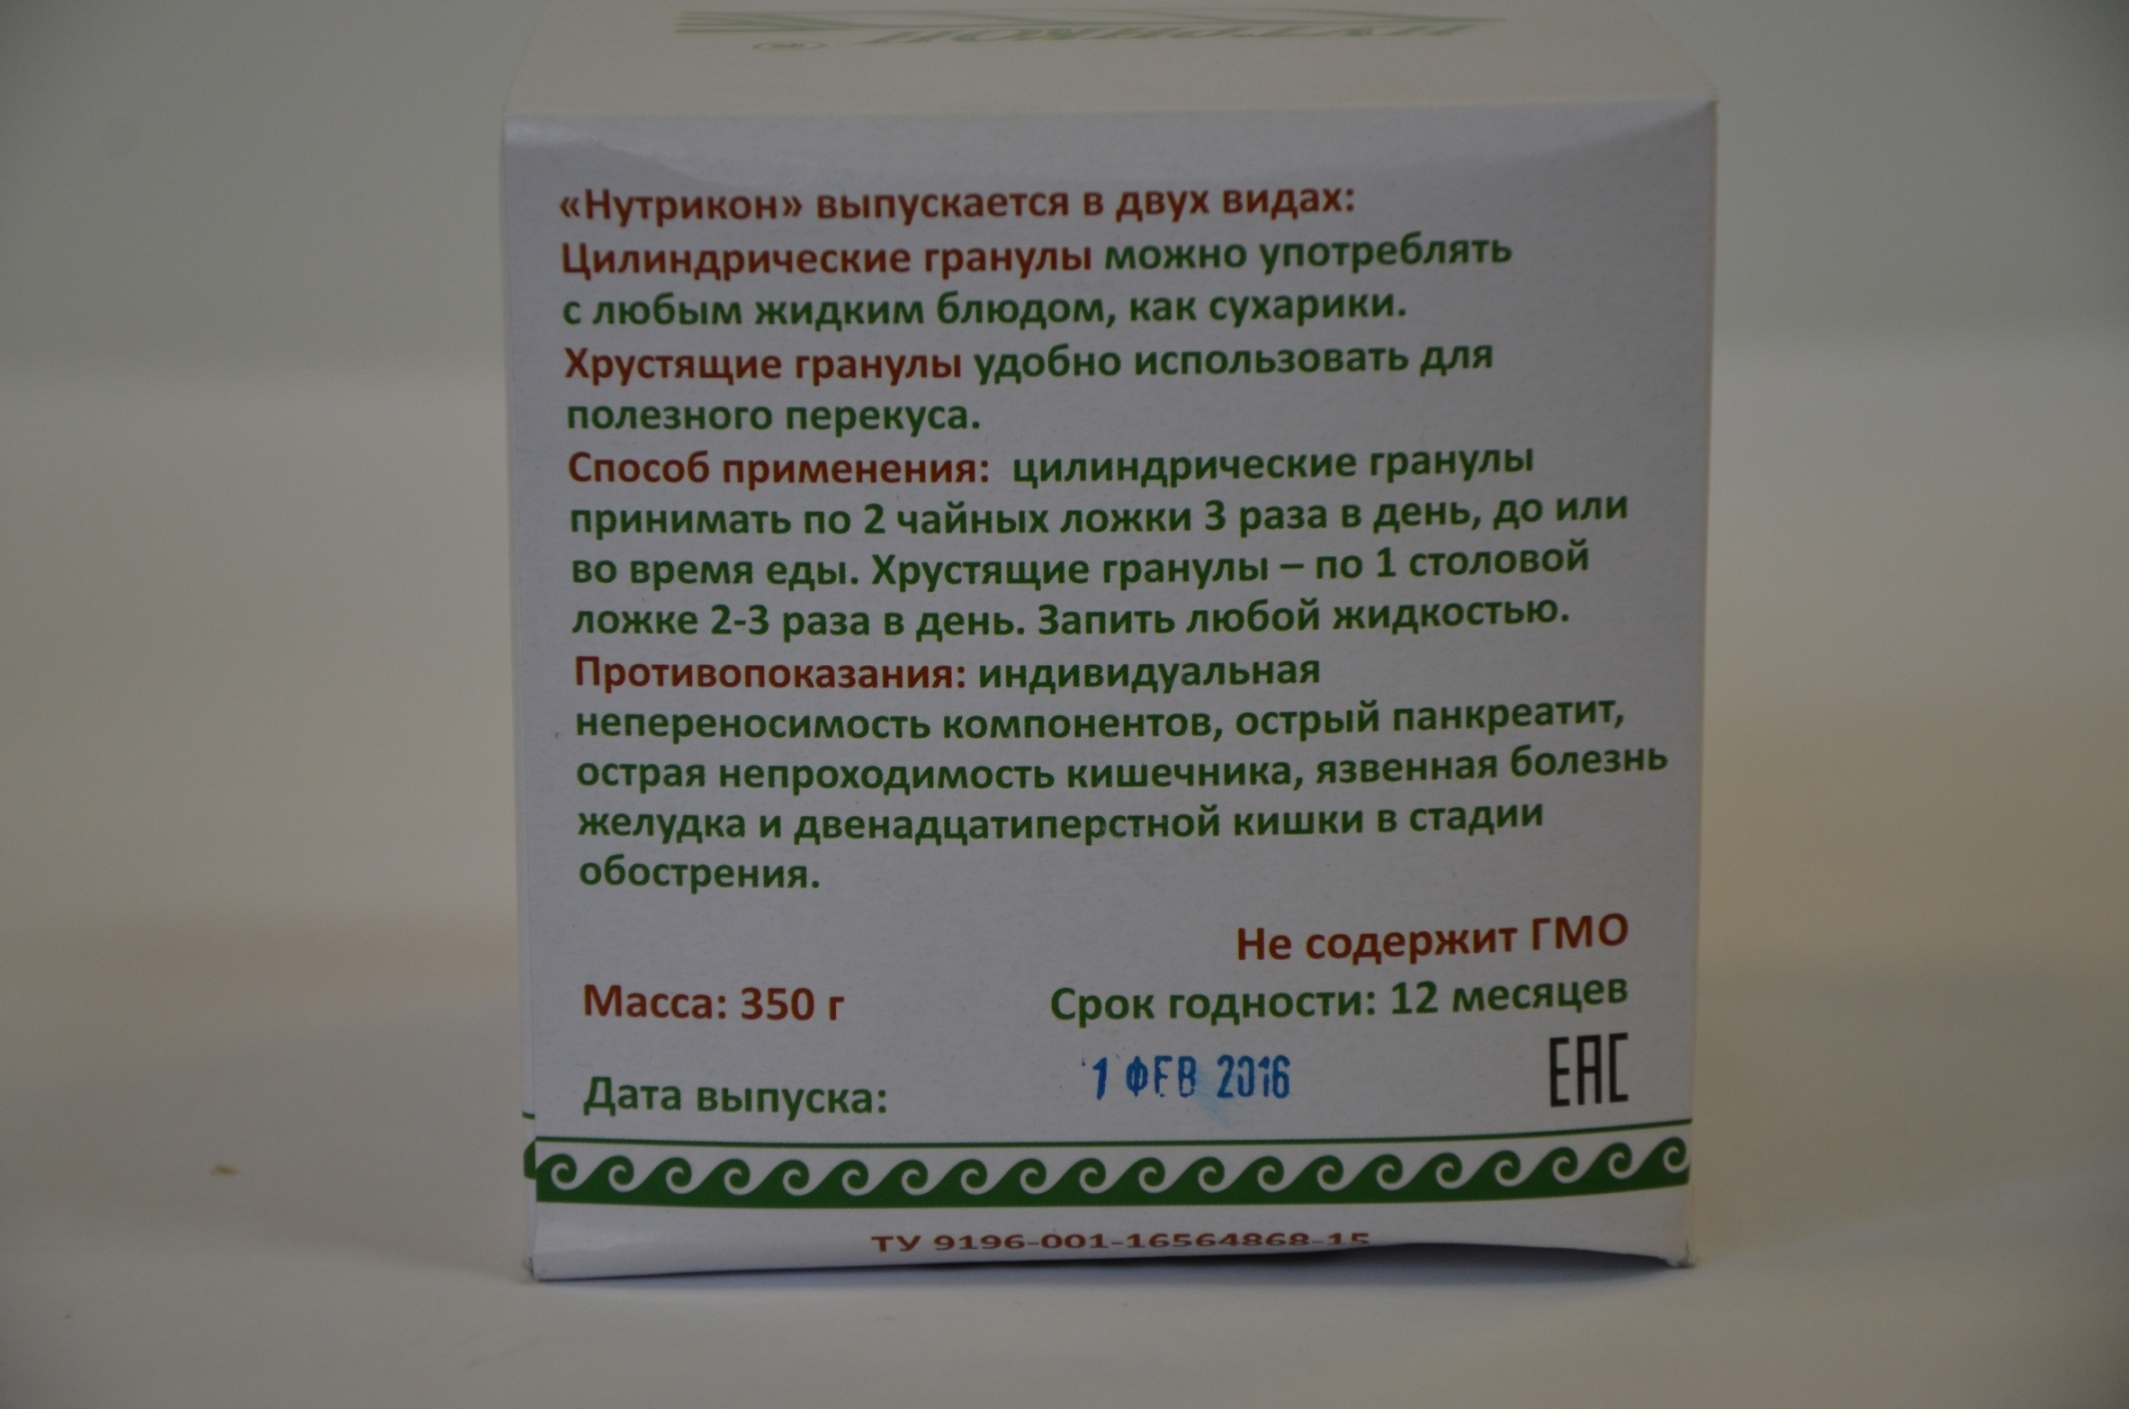 «Нутрикон» выпускается в двух видах:
Цилиндрические гранулы можно употреблять
с любым жидким блюдом, как сухарики.
Хрустящие гранулы удобно использовать для
полезного перекуса.
Способ применения: цилиндрические гранулы
принимать по 2 чайных ложки 3 раза в день, до или
во время еды. Хрустящие гранулы – по 1 столовой
ложке 2-3 раза в день. Запить любой жидкостью.
Противопоказания: индивидуальная
непереносимость компонентов, острый панкреатит,
острая непроходимость кишечника, язвенная болезнь
желудка и двенадцатиперстной кишки в стадии
обострения.
Не содержит ГМО
Масса: 350 г Срок годности: 12 месяцев
Дата выпуска: 1 ФЕВ 2016 ЕАС
ТУ 9196-001-16564868-15